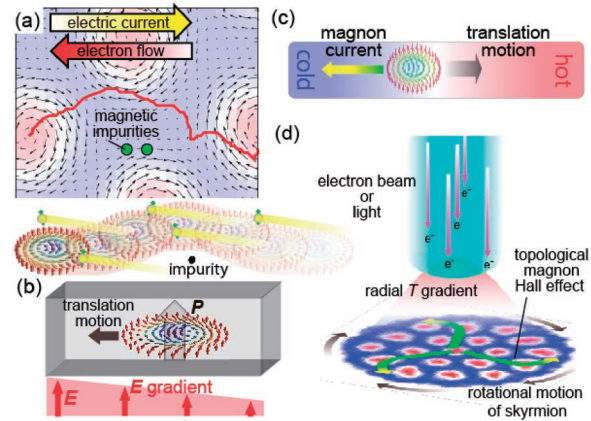 (a)
electric current
electron flow
magnetic
impurities
impurity
(b)
translation
motion
P
E
E gradient
(c)
magnon
current
translation
motion
cold
hot
(d)
electron beam
or
light
e⁻
e⁻
e
e⁻
e⁻
radial T gradient
topological
magnon
Hall effect
rotational motion
of skyrmion